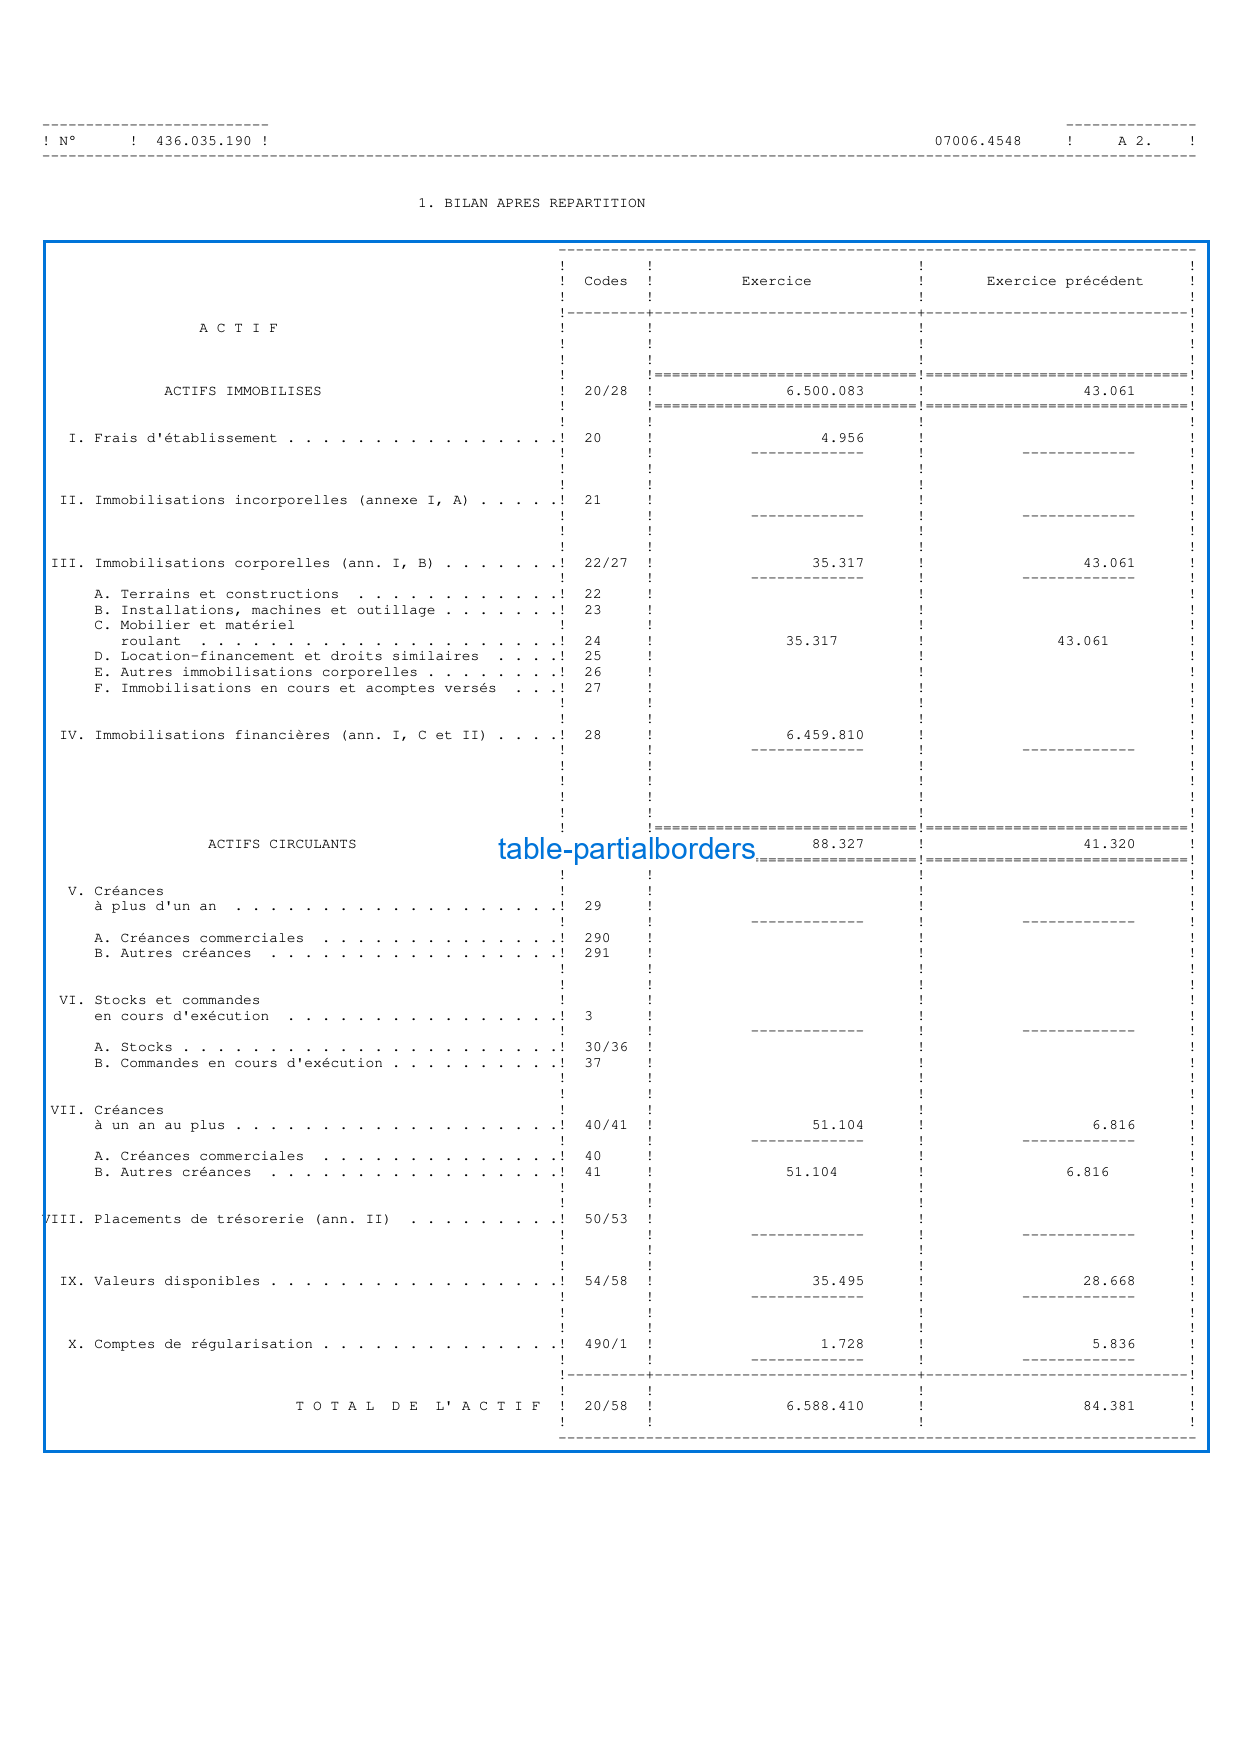 ! N° ! 436.035.190 ! 07006.4548 ! A 2. !
1. BILAN APRES REPARTITION
! Codes ! Exercice ! Exercice précédent !
A C T I F
ACTIFS IMMOBILISES ! 20/28 ! 6.500.083 ! 43.061 !
I. Frais d'établissement . . . . . . . . . . . . . . . .! 20 ! 4.956 ! !
II. Immobilisations incorporelles (annexe I, A) . . . . .! 21 ! ! !
III. Immobilisations corporelles (ann. I, B) . . . . . . .! 22/27 ! 35.317 ! 43.061 !
A. Terrains et constructions . . . . . . . . . . . .! 22 ! ! !
B. Installations, machines et outillage . . . . . . .! 23 ! ! !
C. Mobilier et matériel ! ! ! !
roulant . . . . . . . . . . . . . . . . . . . . .! 24 ! 35.317 ! 43.061 !
D. Location-financement et droits similaires . . . .! 25 ! ! !
E. Autres immobilisations corporelles . . . . . . . .! 26 ! ! !
F. Immobilisations en cours et acomptes versés . . .! 27 ! ! !
IV. Immobilisations financières (ann. I, C et II) . . . .! 28 ! 6.459.810 ! !
ACTIFS CIRCULANTS table-partialborders 88.327 ! 41.320 !
V. Créances ! ! ! !
à plus d'un an . . . . . . . . . . . . . . . . . . .! 29 ! ! !
A. Créances commerciales . . . . . . . . . . . . . .! 290 ! ! !
B. Autres créances . . . . . . . . . . . . . . . . .! 291 ! ! !
VI. Stocks et commandes ! ! ! !
en cours d'exécution . . . . . . . . . . . . . . . .! 3 ! ! !
A. Stocks . . . . . . . . . . . . . . . . . . . . . .! 30/36 ! ! !
B. Commandes en cours d'exécution . . . . . . . . . .! 37 ! ! !
VII. Créances ! ! ! !
à un an au plus . . . . . . . . . . . . . . . . . . .! 40/41 ! 51.104 ! 6.816 !
A. Créances commerciales . . . . . . . . . . . . . .! 40 ! ! !
B. Autres créances . . . . . . . . . . . . . . . . .! 41 ! 51.104 ! 6.816 !
VIII. Placements de trésorerie (ann. II) . . . . . . . . .! 50/53 ! ! !
IX. Valeurs disponibles . . . . . . . . . . . . . . . . .! 54/58 ! 35.495 ! 28.668 !
X. Comptes de régularisation . . . . . . . . . . . . . .! 490/1 ! 1.728 ! 5.836 !
T O T A L D E L' A C T I F ! 20/58 ! 6.588.410 ! 84.381 !